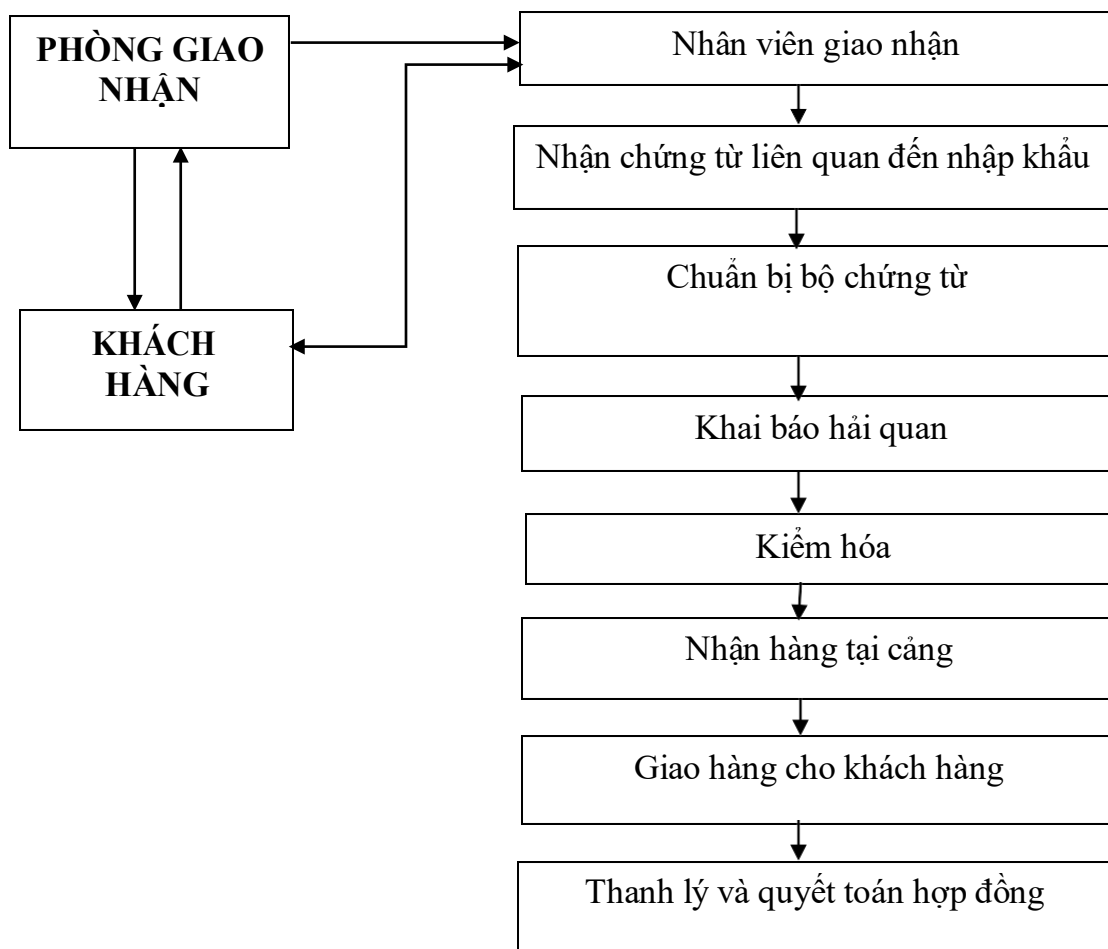 PHÒNG GIAO
NHẬN
KHÁCH
HÀNG
Nhân viên giao nhận
Nhận chứng từ liên quan đến nhập khẩu
Chuẩn bị bộ chứng từ
Khai báo hải quan
Kiểm hóa
Nhận hàng tại cảng
Giao hàng cho khách hàng
Thanh lý và quyết toán hợp đồng